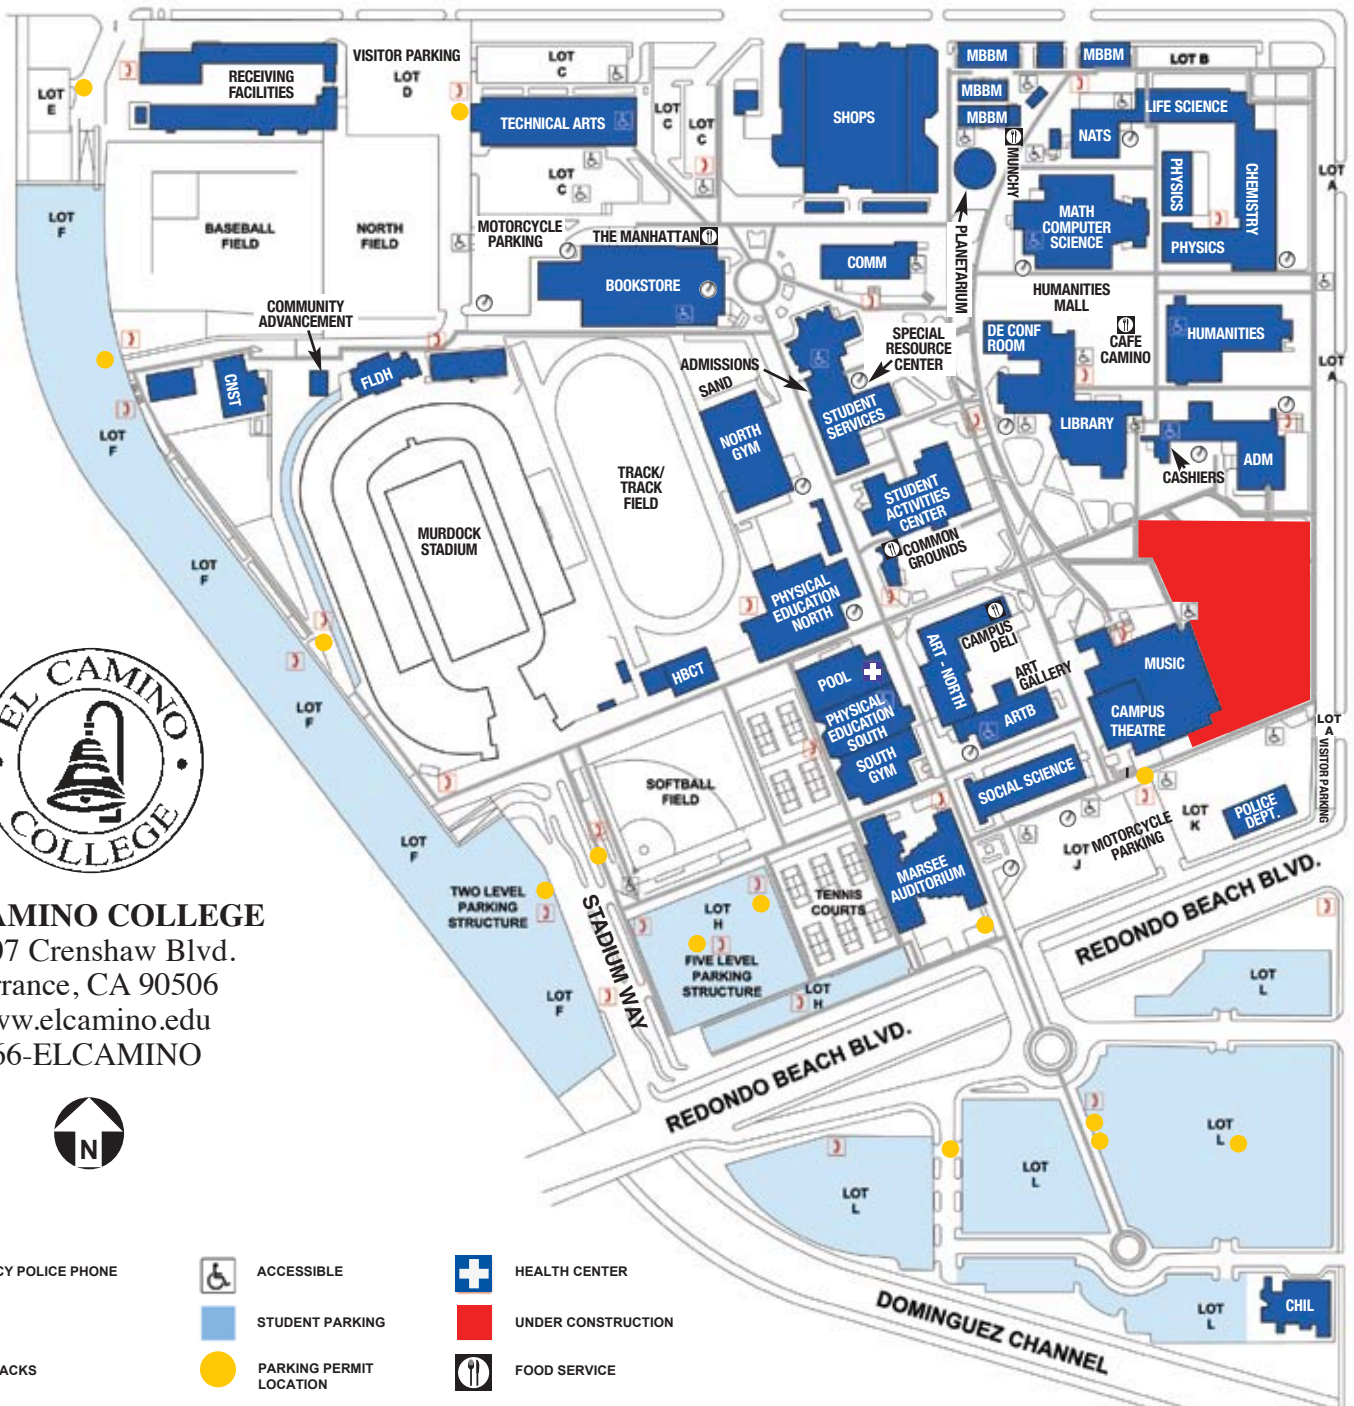 VISITOR PARKING
LOT
D
LOT
C
LOT B
MBBM
MBBM
MBBM
MBBM
LOT
E
RECEIVING
FACILITIES
TECHNICAL ARTS
LOT
C
LOT
C
LOT
C
SHOPS
MUNCHY
NATS
LIFE SCIENCE
PHYSICS
CHEMISTRY
PHYSICS
LOT
A
LOT
F
BASEBALL
FIELD
NORTH
FIELD
MOTORCYCLE
PARKING
THE MANHATTAN
BOOKSTORE
COMM
PLANETARIUM
MATH
COMPUTER
SCIENCE
HUMANITIES
MALL
COMMUNITY
ADVANCEMENT
SPECIAL
RESOURCE
CENTER
DE CONF
ROOM
CAFE
CAMINO
HUMANITIES
LOT
A
CNST
FLDH
ADMISSIONS
SAND
STUDENT
SERVICES
NORTH
GYM
LIBRARY
CASHIERS
ADM
LOT
F
TRACK/
TRACK
FIELD
STUDENT
ACTIVITIES
CENTER
MURDOCK
STADIUM
COMMON
GROUNDS
LOT
F
PHYSICAL
EDUCATION
NORTH
ART - NORTH
CAMPUS
DELI
ART
GALLERY
MUSIC
CAMPUS
THEATRE
HBCT
POOL
PHYSICAL
EDUCATION
SOUTH
SOUTH
GYM
ARTB
LOT
F
LOT
A
VISITOR PARKING
EL CAMINO
COLLEGE
SOFTBALL
FIELD
SOCIAL SCIENCE
I
LOT
J
MOTORCYCLE
PARKING
LOT
K
POLICE
DEPT.
LOT
F
TWO LEVEL
PARKING
STRUCTURE
STADIUM WAY
LOT
H
FIVE LEVEL
PARKING
STRUCTURE
TENNIS
COURTS
MARSEE
AUDITORIUM
REDONDO BEACH BLVD.
LOT
F
LOT
H
LOT
L
AMINO COLLEGE
07 Crenshaw Blvd.
rrance, CA 90506
ww.elcamino.edu
66-ELCAMINO
REDONDO BEACH BLVD.
N
LOT
L
LOT
L
LOT
L
LOT
L
CHIL
DOMINGUEZ CHANNEL
CY POLICE PHONE
ACCESSIBLE
HEALTH CENTER
STUDENT PARKING
UNDER CONSTRUCTION
ACKS
PARKING PERMIT
LOCATION
FOOD SERVICE